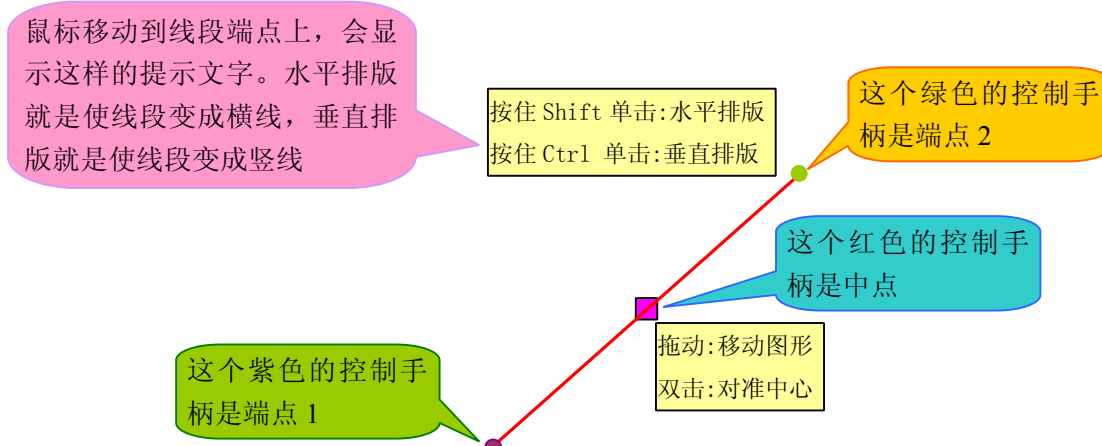 鼠标移动到线段端点上，会显
示这样的提示文字。水平排版
就是使线段变成横线，垂直排
版就是使线段变成竖线
按住 Shift 单击:水平排版
按住 Ctrl 单击:垂直排版
这个绿色的控制手
柄是端点 2
这个红色的控制手
柄是中点
拖动:移动图形
双击:对准中心
这个紫色的控制手
柄是端点 1